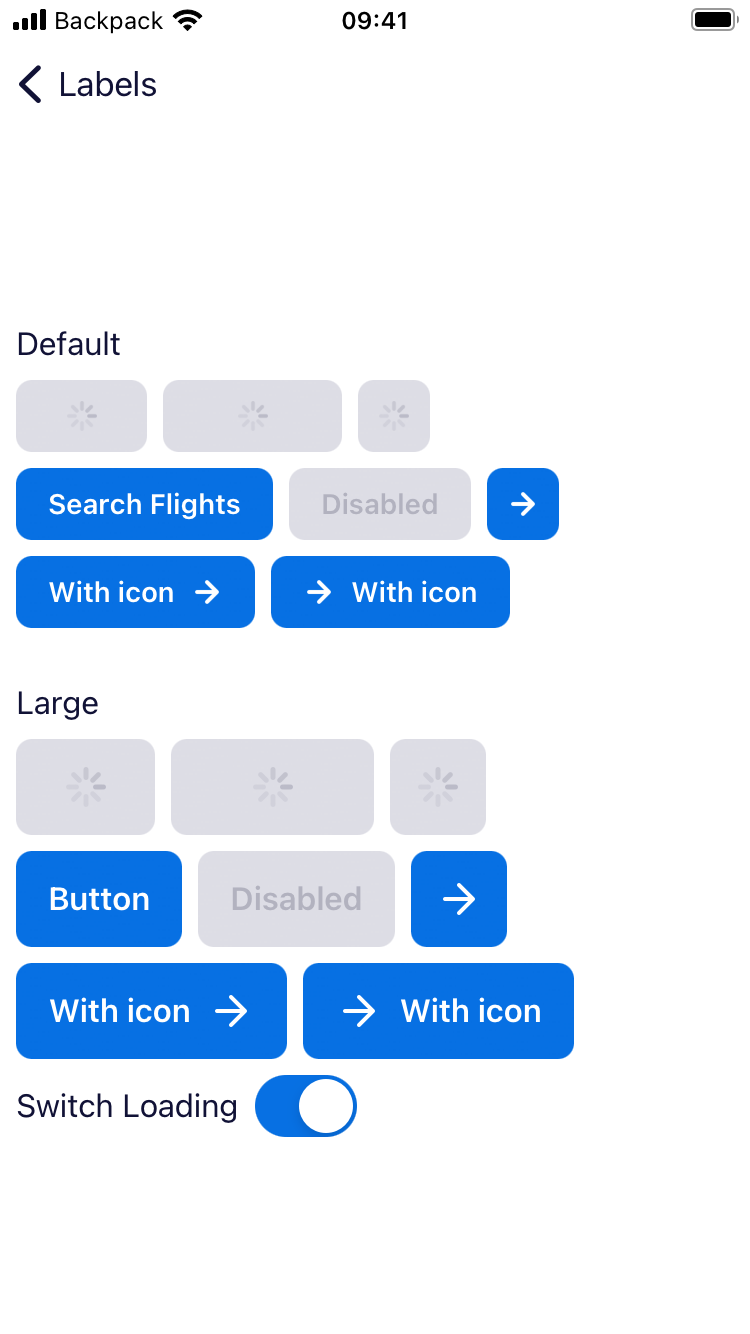 Backpack 09:41
Labels
Default
Search Flights Disabled
With icon With icon
Large
Button Disabled
With icon With icon
Switch Loading